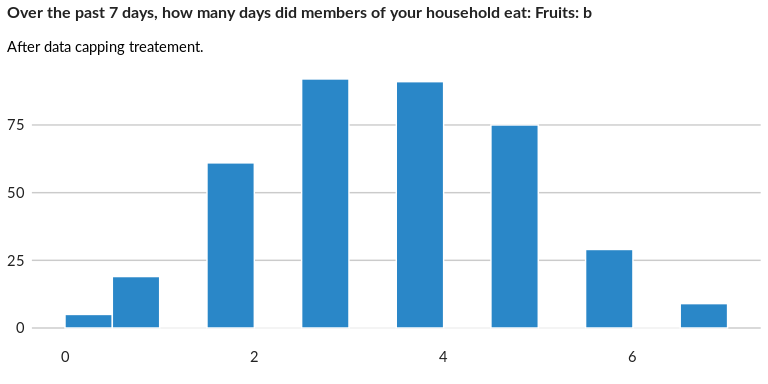 Over the past 7 days, how many days did members of your household eat: Fruits: b
After data capping treatement.
75
50
25
0
0 2 4 6